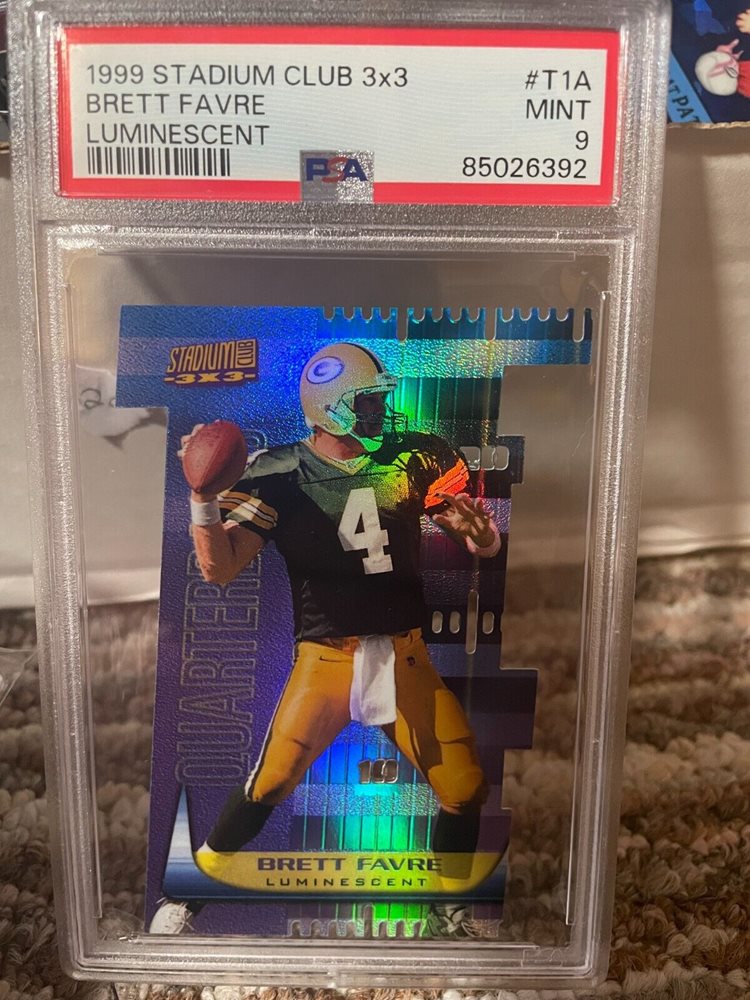 1999 STADIUM CLUB 3x3 #T1A
BRETT FAVRE MINT
LUMINESCENT 9
PSA 85026392
STADIUM CLUB
-3X3-
G
4
QUARTERB
19
BRETT FAVRE
LUMINESCENT